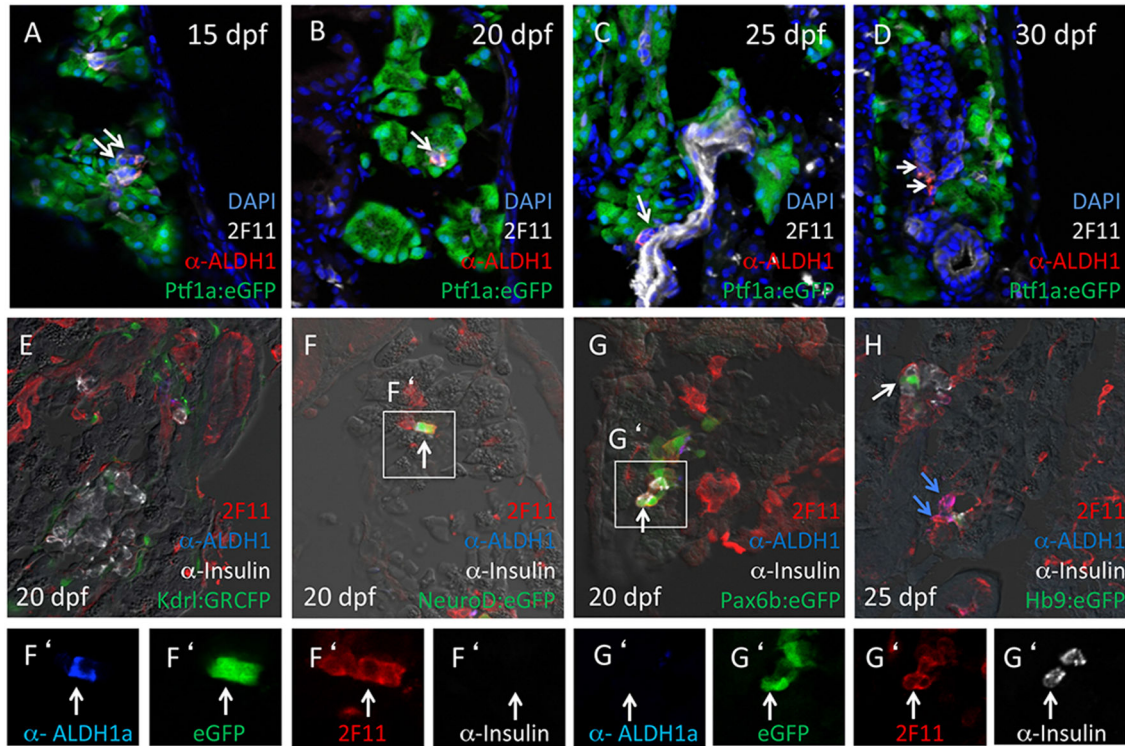 A 15 dpf
DAPI
2F11
α-ALDH1
Ptf1a:eGFP
B 20 dpf
DAPI
2F11
α-ALDH1
Ptf1a:eGFP
C 25 dpf
DAPI
2F11
α-ALDH1
Ptf1a:eGFP
D 30 dpf
DAPI
2F11
α-ALDH1
Ptf1a:eGFP
E
2F11
α-ALDH1
α-Insulin
20 dpf Kdrl:GRCFP
F
F '
2F11
α-ALDH1
α-Insulin
20 dpf NeuroD:eGFP
G
G '
2F11
α-ALDH1
α-Insulin
20 dpf Pax6b:eGFP
H
2F11
α-ALDH1
α-Insulin
25 dpf Hb9:eGFP
F '
α- ALDH1a
F '
eGFP
F '
2F11
F '
α-Insulin
G '
α- ALDH1a
G '
eGFP
G '
2F11
G '
α-Insulin